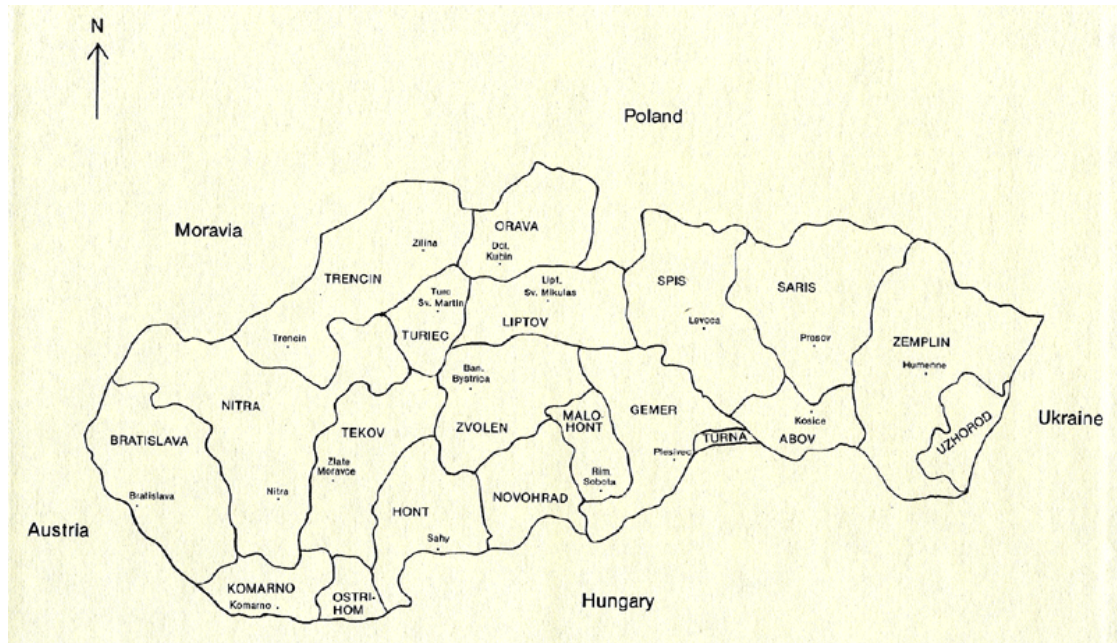 N
Poland
Moravia
ORAVA
Dol.
Kubin
Zilina
TRENCIN
Turc
Sv. Martin
Lipt.
Sv. Mikulas
SPIS
SARIS
Levoca
Trencin
TURIEC
LIPTOV
Presov
ZEMPLIN
Humenne
Ban.
Bystrica
NITRA
BRATISLAVA
TEKOV
ZVOLEN
MALO-
HONT
GEMER
Kosice
ABOV
TURNA
Plesivec
UZHOROD
Ukraine
Zlate
Moravce
Rim.
Sobota
Bratislava
Nitra
HONT
NOVOHRAD
Austria
Sahy
KOMARNO
Komarno
OSTRI-
HOM
Hungary